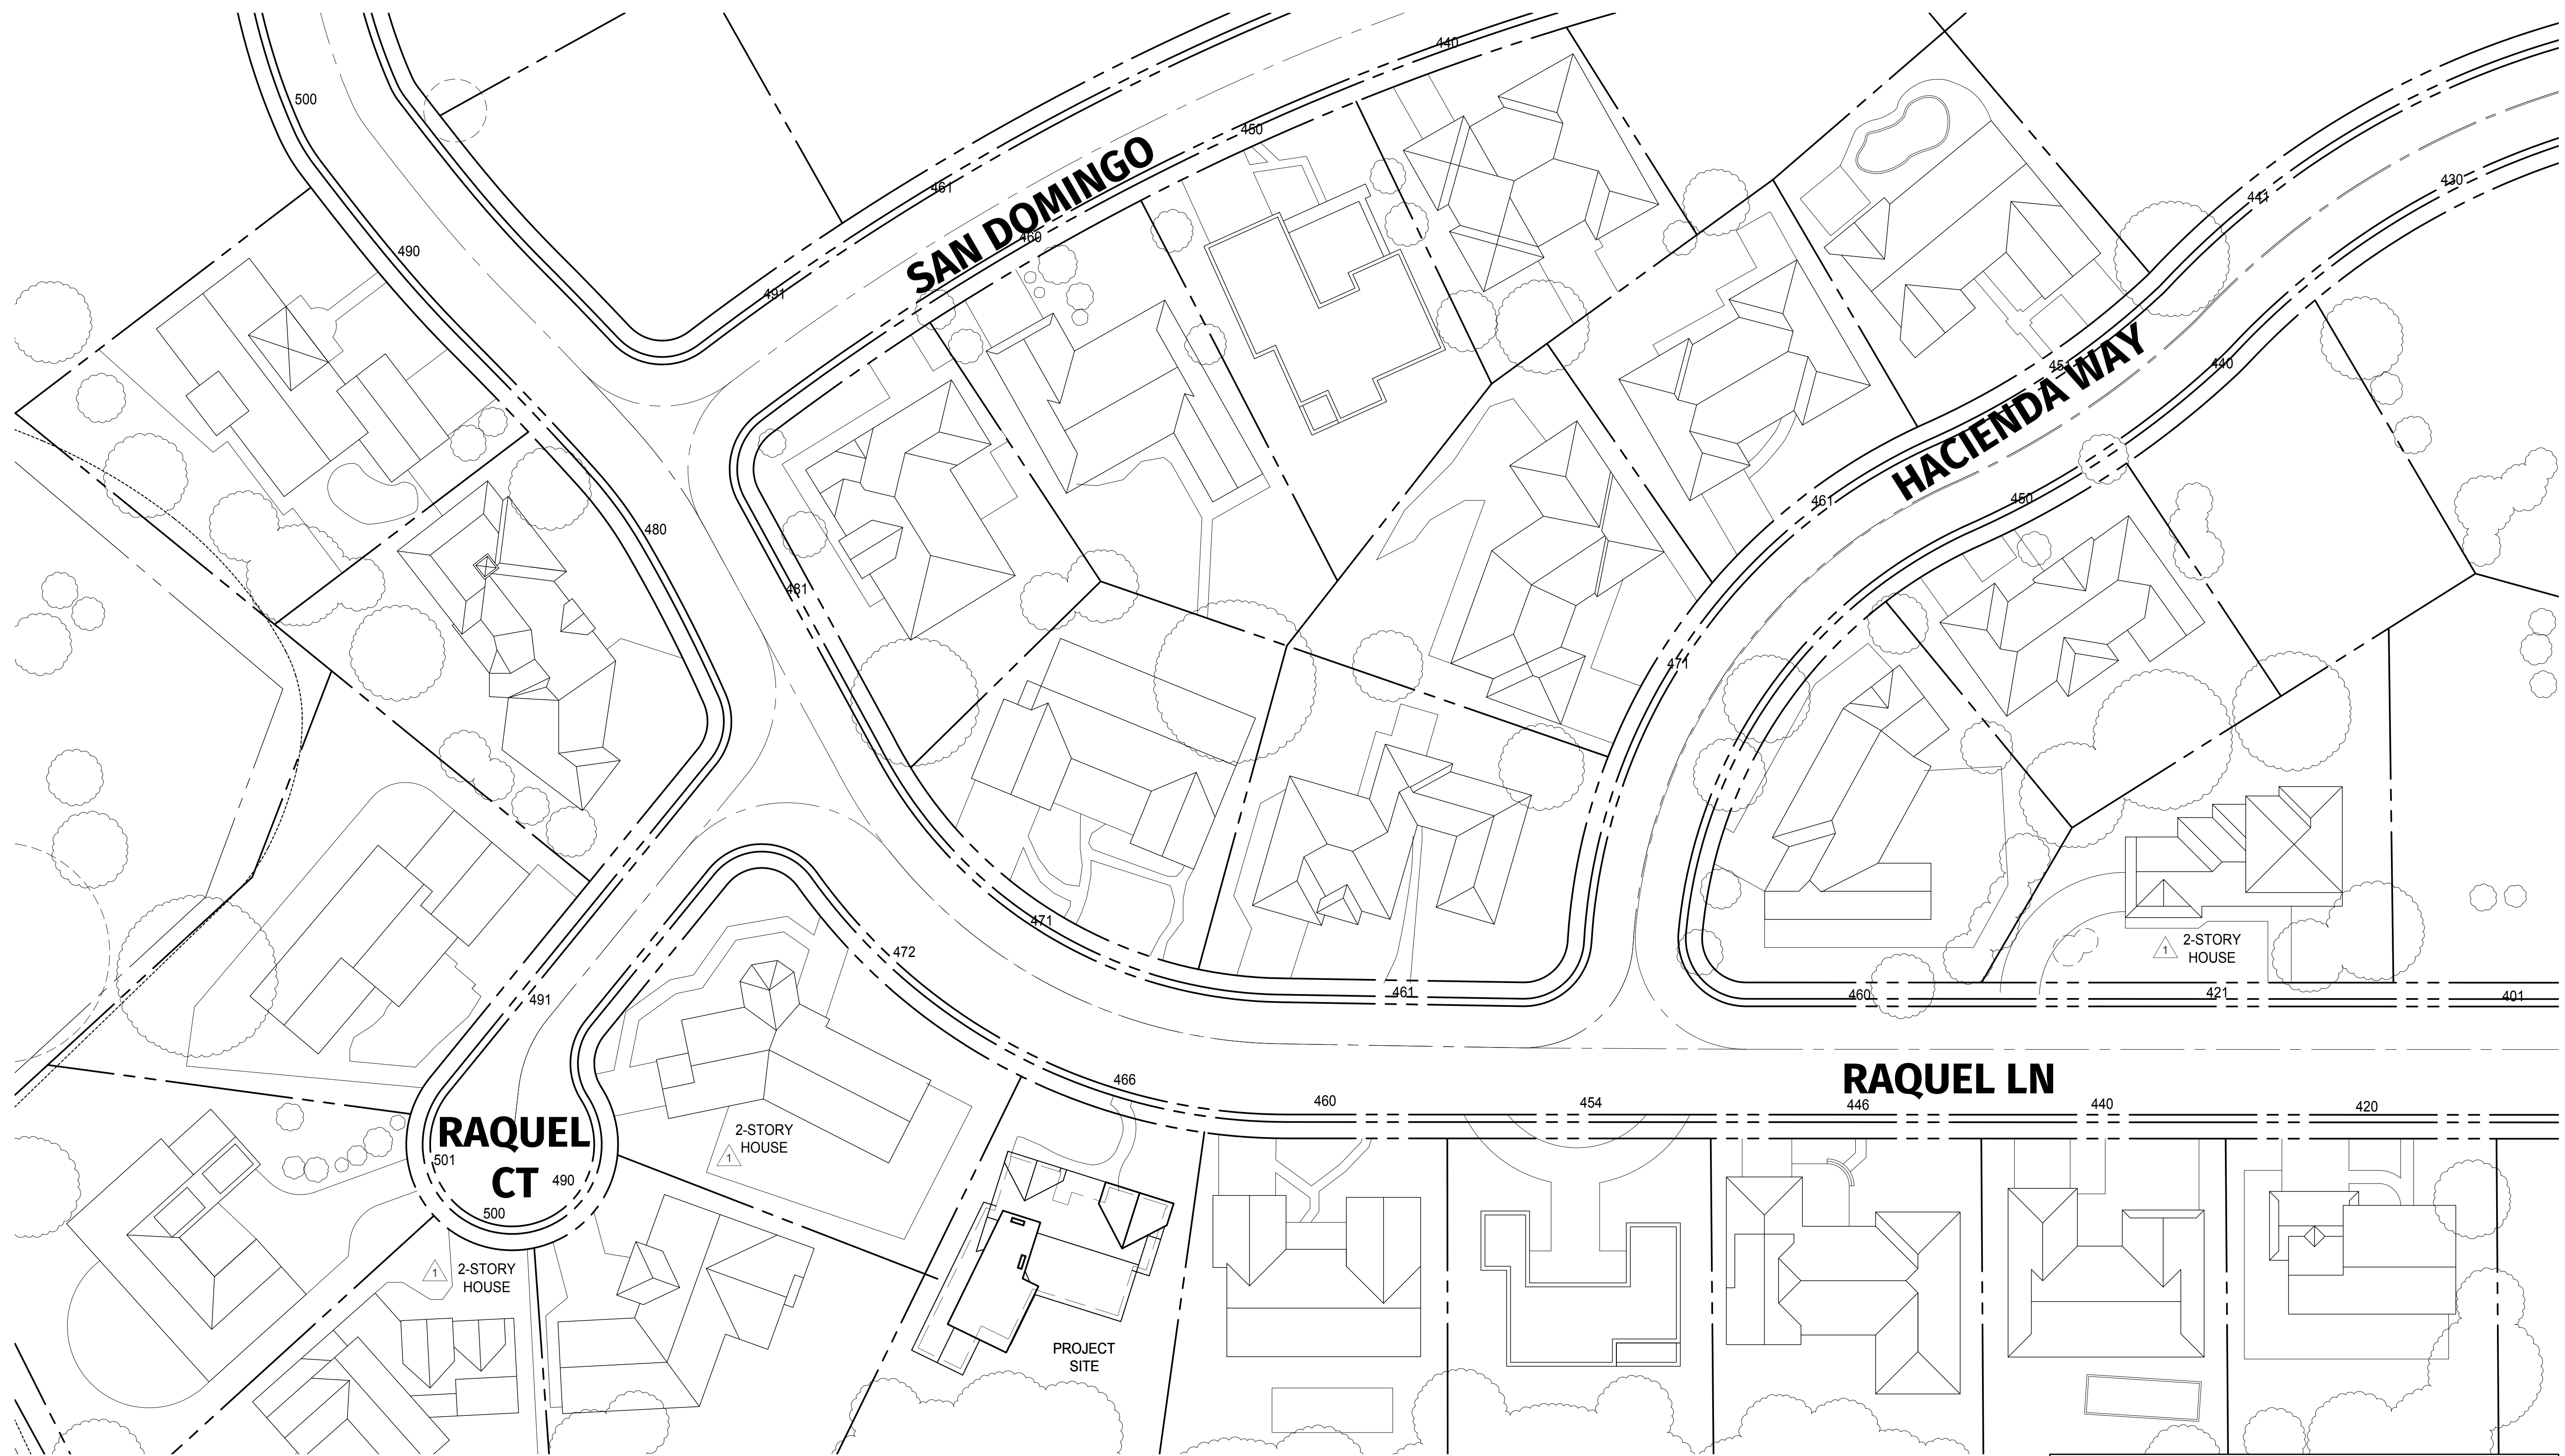 440
500
450
430
461
441
SAN DOMINGO
460
490
491
HACIENDA WAY
451
440
461
450
480
481
471
2-STORY
HOUSE
1
471
472
461
460
421
401
491
RAQUEL LN
466
460
454
446
440
420
RAQUEL
CT
501
490
500
2-STORY
HOUSE
1
2-STORY
HOUSE
1
PROJECT
SITE